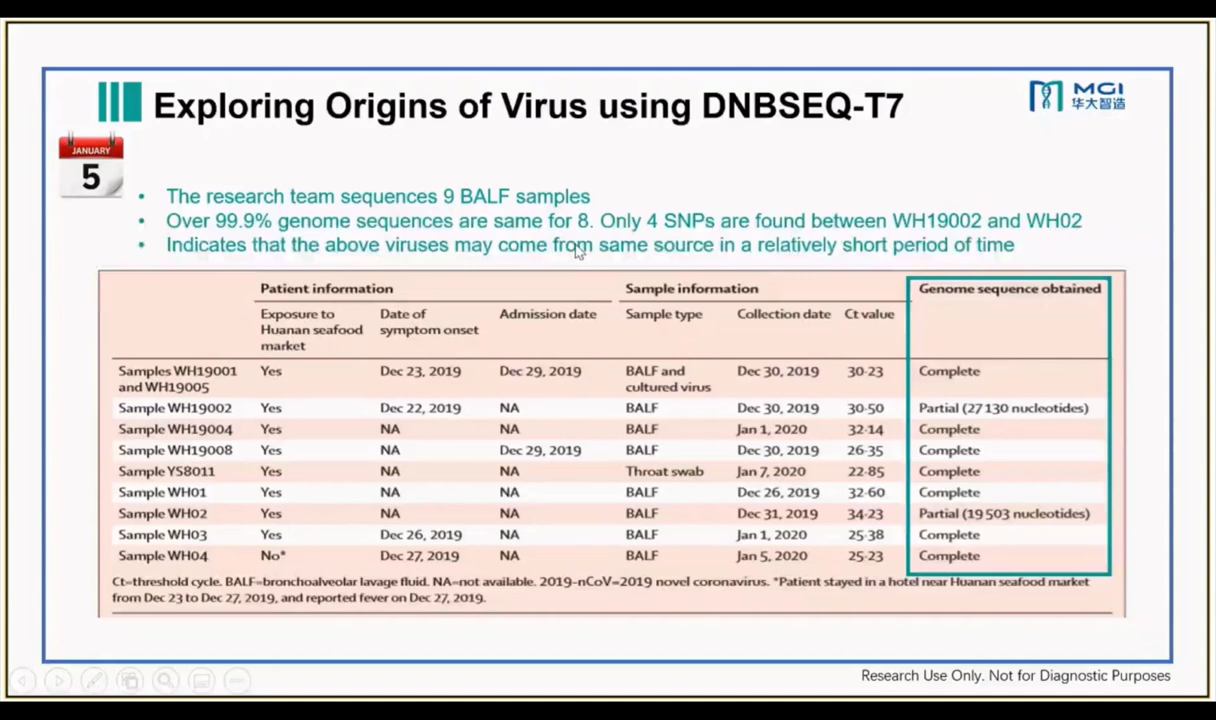 Exploring Origins of Virus using DNBSEQ-T7
MGI
华大智造
JANUARY
5
• The research team sequences 9 BALF samples
• Over 99.9% genome sequences are same for 8. Only 4 SNPs are found between WH19002 and WH02
• Indicates that the above viruses may come from same source in a relatively short period of time
Patient information Sample information Genome sequence obtained
Exposure to Huanan seafood market Date of symptom onset Admission date Sample type Collection date Ct value
Samples WH19001 and WH19005 Yes Dec 23, 2019 Dec 29, 2019 BALF and cultured virus Dec 30, 2019 30·23 Complete
Sample WH19002 Yes Dec 22, 2019 NA BALF Dec 30, 2019 30·50 Partial (27 130 nucleotides)
Sample WH19004 Yes NA NA BALF Jan 1, 2020 32·14 Complete
Sample WH19008 Yes NA Dec 29, 2019 BALF Dec 30, 2019 26·35 Complete
Sample YS8011 Yes NA NA Throat swab Jan 7, 2020 22·85 Complete
Sample WH01 Yes NA NA BALF Dec 26, 2019 32·60 Complete
Sample WH02 Yes NA NA BALF Dec 31, 2019 34·23 Partial (19 503 nucleotides)
Sample WH03 Yes Dec 26, 2019 NA BALF Jan 1, 2020 25·38 Complete
Sample WH04 No* Dec 27, 2019 NA BALF Jan 5, 2020 25·23 Complete
Ct=threshold cycle. BALF=bronchoalveolar lavage fluid. NA=not available. 2019-nCoV=2019 novel coronavirus. *Patient stayed in a hotel near Huanan seafood market
from Dec 23 to Dec 27, 2019, and reported fever on Dec 27, 2019.
Research Use Only. Not for Diagnostic Purposes